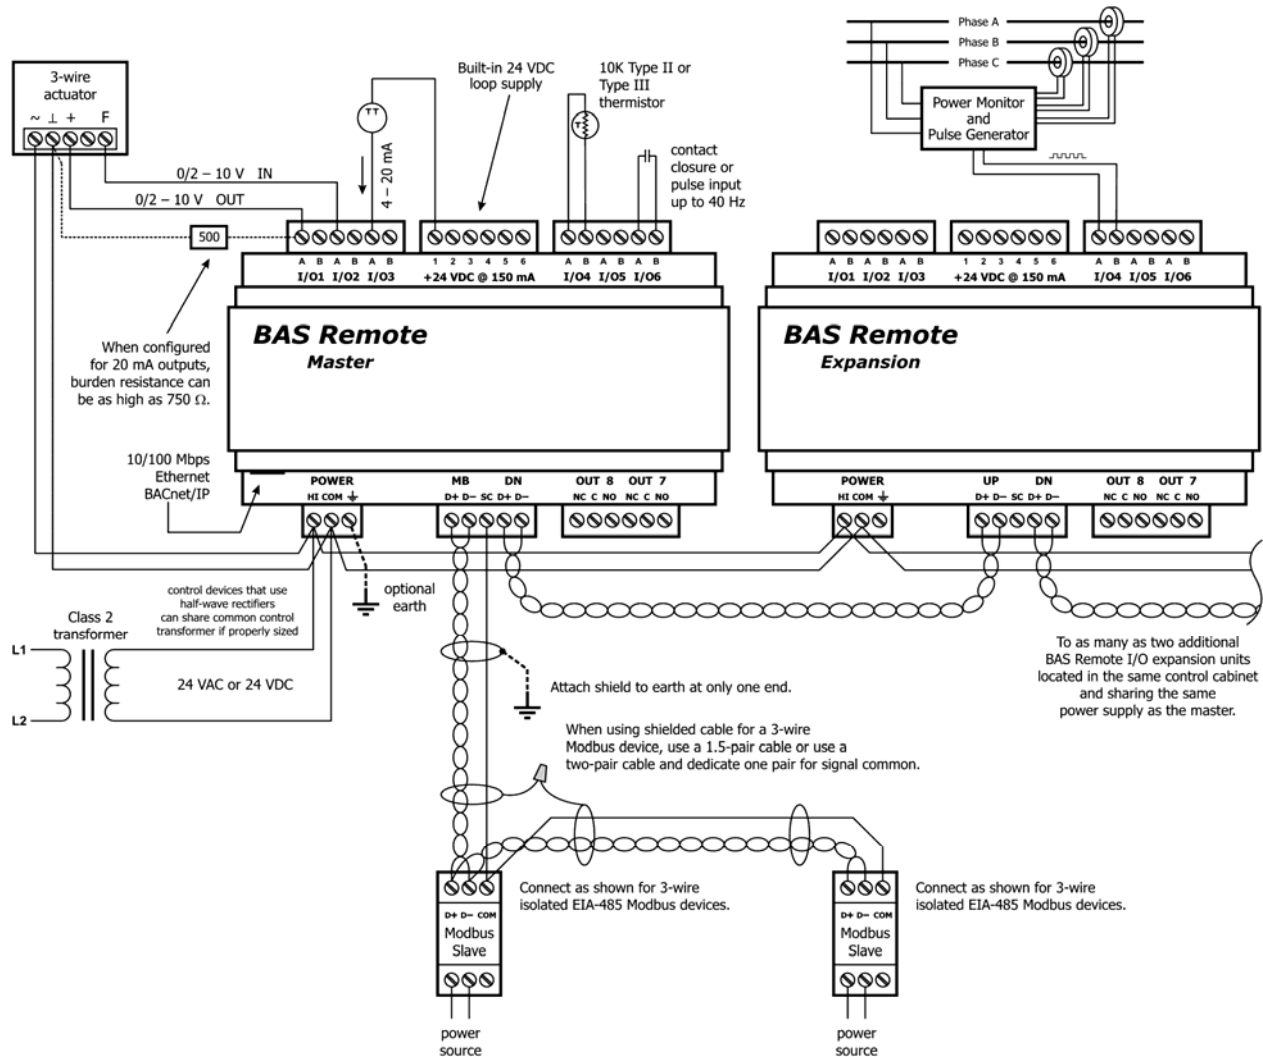 Phase A
Phase B
Phase C
Power Monitor
and
Pulse Generator
3-wire
actuator
~ ⊥ + F
Built-in 24 VDC
loop supply
10K Type II or
Type III
thermistor
TT
T
contact
closure or
pulse input
up to 40 Hz
4 – 20 mA
0/2 – 10 V IN
0/2 – 10 V OUT
500
A B A B A B
I/O1 I/O2 I/O3
1 2 3 4 5 6
+24 VDC @ 150 mA
A B A B A B
I/O4 I/O5 I/O6
A B A B A B
I/O1 I/O2 I/O3
1 2 3 4 5 6
+24 VDC @ 150 mA
A B A B A B
I/O4 I/O5 I/O6
When configured
for 20 mA outputs,
burden resistance can
be as high as 750 Ω.
BAS Remote
Master
BAS Remote
Expansion
10/100 Mbps
Ethernet
BACnet/IP
POWER
HI COM
MB DN
D+ D− SC D+ D−
OUT 8 OUT 7
NC C NO NC C NO
POWER
HI COM
UP DN
D+ D− SC D+ D−
OUT 8 OUT 7
NC C NO NC C NO
control devices that use
half-wave rectifiers
can share common control
transformer if properly sized
optional
earth
Class 2
transformer
L1
L2
24 VAC or 24 VDC
Attach shield to earth at only one end.
To as many as two additional
BAS Remote I/O expansion units
located in the same control cabinet
and sharing the same
power supply as the master.
When using shielded cable for a 3-wire
Modbus device, use a 1.5-pair cable or use a
two-pair cable and dedicate one pair for signal common.
Connect as shown for 3-wire
isolated EIA-485 Modbus devices.
Connect as shown for 3-wire
isolated EIA-485 Modbus devices.
D+ D− COM
Modbus
Slave
D+ D− COM
Modbus
Slave
power
source
power
source